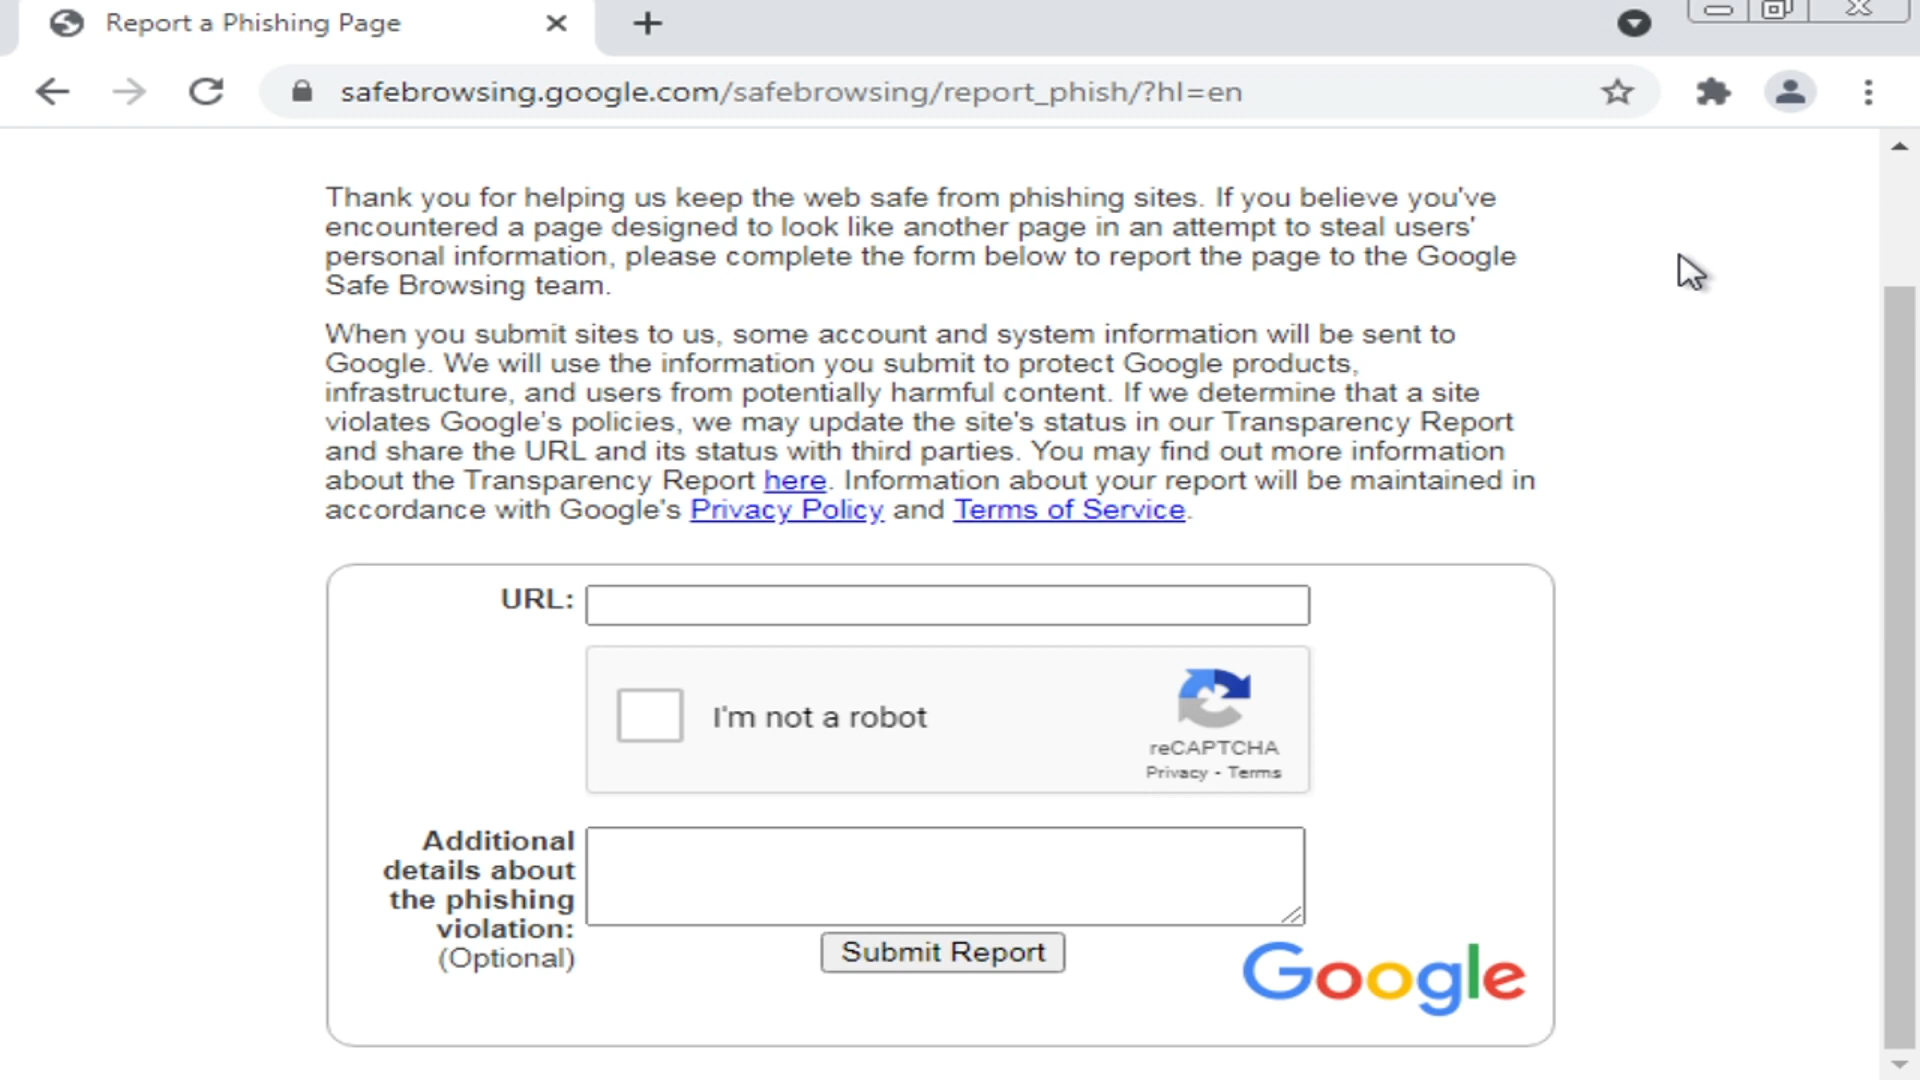 Report a Phishing Page
safebrowsing.google.com/safebrowsing/report_phish/?hl=en
Thank you for helping us keep the web safe from phishing sites. If you believe you've
encountered a page designed to look like another page in an attempt to steal users'
personal information, please complete the form below to report the page to the Google
Safe Browsing team.
When you submit sites to us, some account and system information will be sent to
Google. We will use the information you submit to protect Google products,
infrastructure, and users from potentially harmful content. If we determine that a site
violates Google's policies, we may update the site's status in our Transparency Report
and share the URL and its status with third parties. You may find out more information
about the Transparency Report here. Information about your report will be maintained in
accordance with Google's Privacy Policy and Terms of Service.
URL:
I'm not a robot
reCAPTCHA
Privacy - Terms
Additional
details about
the phishing
violation:
(Optional)
Submit Report
Google